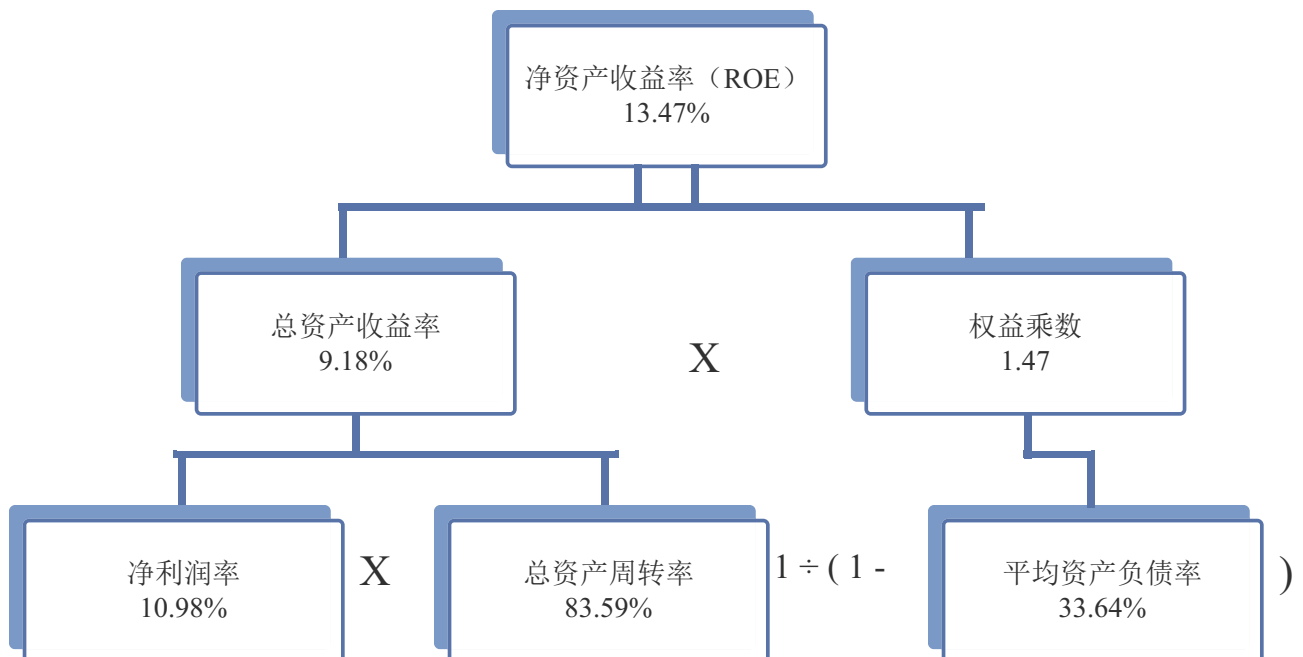 净资产收益率（ROE）
13.47%
总资产收益率
9.18%
X
权益乘数
1.47
净利润率
10.98%
X
总资产周转率
83.59%
1 ÷ ( 1 -
平均资产负债率
33.64%
)